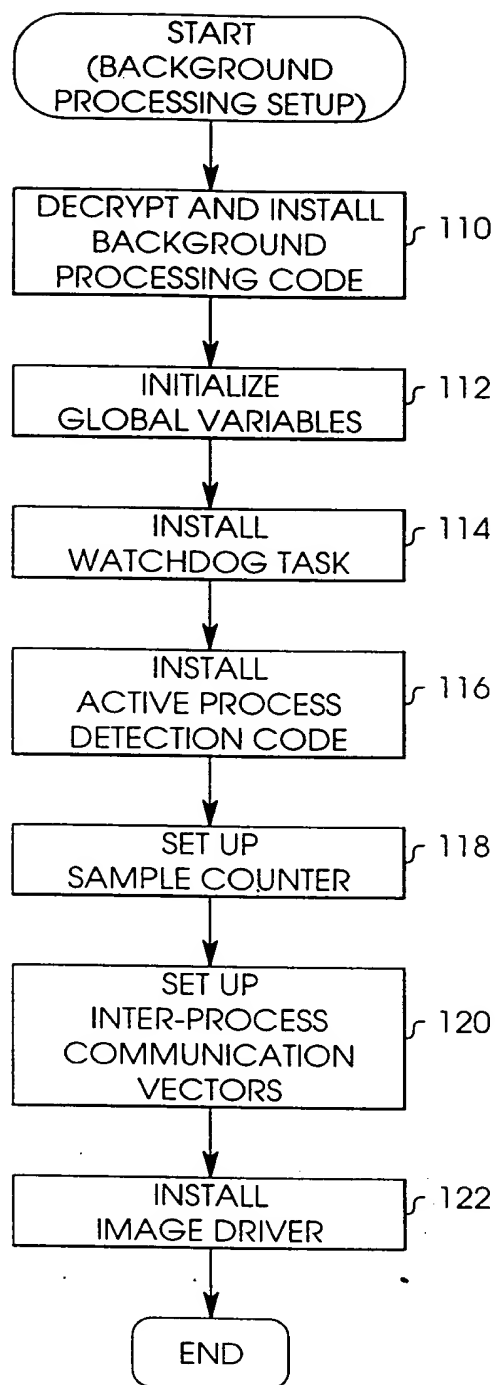 START
(BACKGROUND
PROCESSING SETUP)
DECRYPT AND INSTALL
BACKGROUND
PROCESSING CODE
110
INITIALIZE
GLOBAL VARIABLES
112
INSTALL
WATCHDOG TASK
114
INSTALL
ACTIVE PROCESS
DETECTION CODE
116
SET UP
SAMPLE COUNTER
118
SET UP
INTER-PROCESS
COMMUNICATION
VECTORS
120
INSTALL
IMAGE DRIVER
122
END